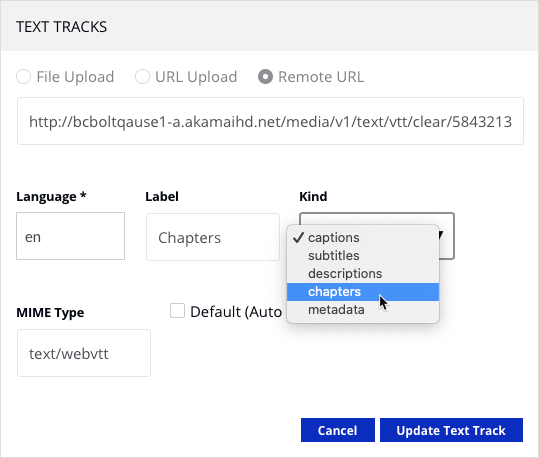 TEXT TRACKS
File Upload URL Upload Remote URL
http://bcboltqause1-a.akamaihd.net/media/v1/text/vtt/clear/5843213
Language * Label Kind
en Chapters
✓ captions
subtitles
descriptions
chapters
metadata
MIME Type Default (Auto
text/webvtt
Cancel Update Text Track